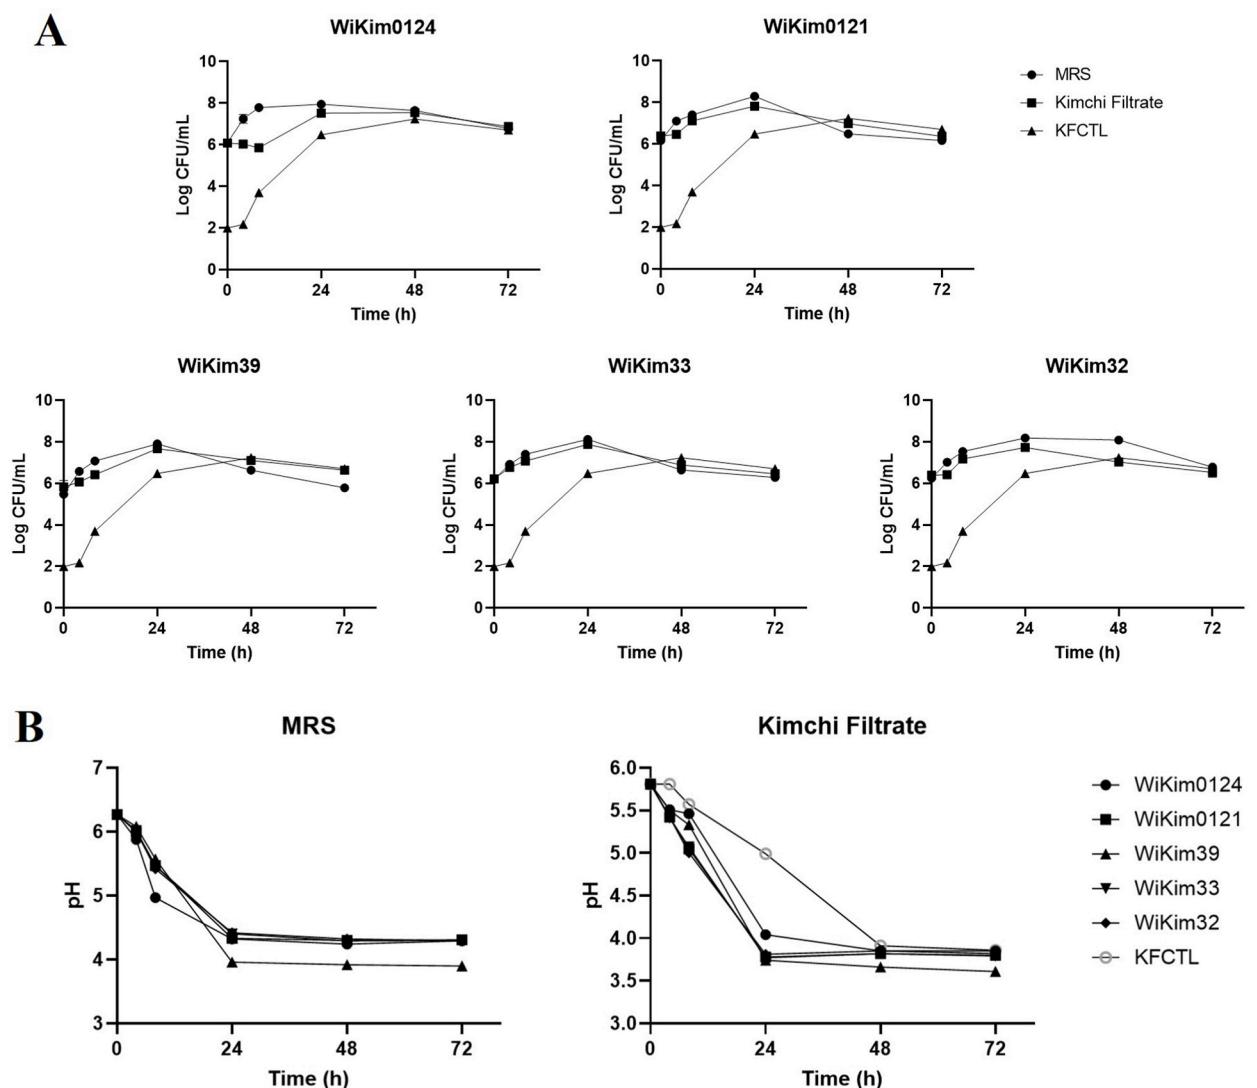 A
WiKim0124
WiKim0121
10
8
6
4
2
0
Log CFU/mL
0 24 48 72
Time (h)
10
8
6
4
2
0
Log CFU/mL
0 24 48 72
Time (h)
MRS
Kimchi Filtrate
KFCTL
WiKim39
WiKim33
WiKim32
10
8
6
4
2
0
Log CFU/mL
0 24 48 72
Time (h)
10
8
6
4
2
0
Log CFU/mL
0 24 48 72
Time (h)
10
8
6
4
2
0
Log CFU/mL
0 24 48 72
Time (h)
B
MRS
7
6
5
4
3
pH
0 24 48 72
Time (h)
Kimchi Filtrate
6.0
5.5
5.0
4.5
4.0
3.5
3.0
pH
0 24 48 72
Time (h)
WiKim0124
WiKim0121
WiKim39
WiKim33
WiKim32
KFCTL